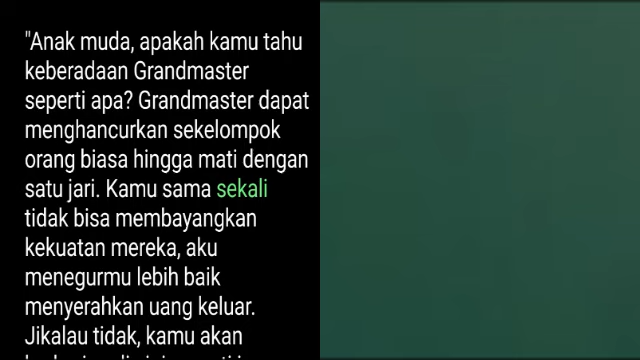 "Anak muda, apakah kamu tahu
keberadaan Grandmaster
seperti apa? Grandmaster dapat
menghancurkan sekelompok
orang biasa hingga mati dengan
satu jari. Kamu sama sekali
tidak bisa membayangkan
kekuatan mereka, aku
menegurmu lebih baik
menyerahkan uang keluar.
Jikalau tidak, kamu akan